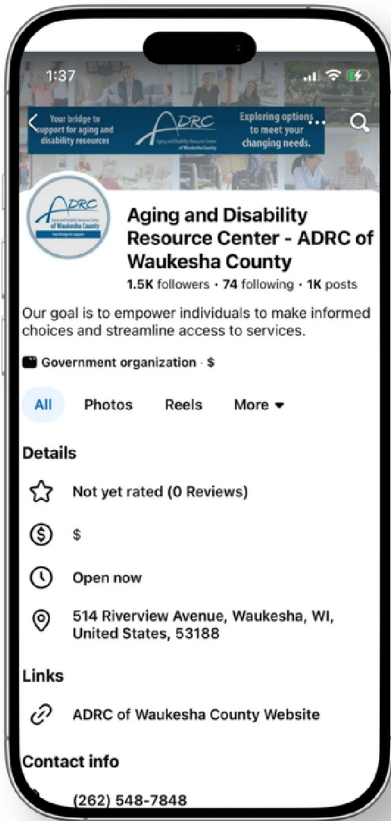 1:37
Your bridge to
support for aging and
disability resources
ADRC
Aging and Disability Resource Center
of Waukesha County
Exploring options
to meet your
changing needs.
ADRC
of Waukesha County
Aging and Disability
Resource Center - ADRC of
Waukesha County
1.5K followers · 74 following · 1K posts
Our goal is to empower individuals to make informed
choices and streamline access to services.
Government organization · $
All Photos Reels More
Details
Not yet rated (0 Reviews)
$
Open now
514 Riverview Avenue, Waukesha, WI,
United States, 53188
Links
ADRC of Waukesha County Website
Contact info
(262) 548-7848